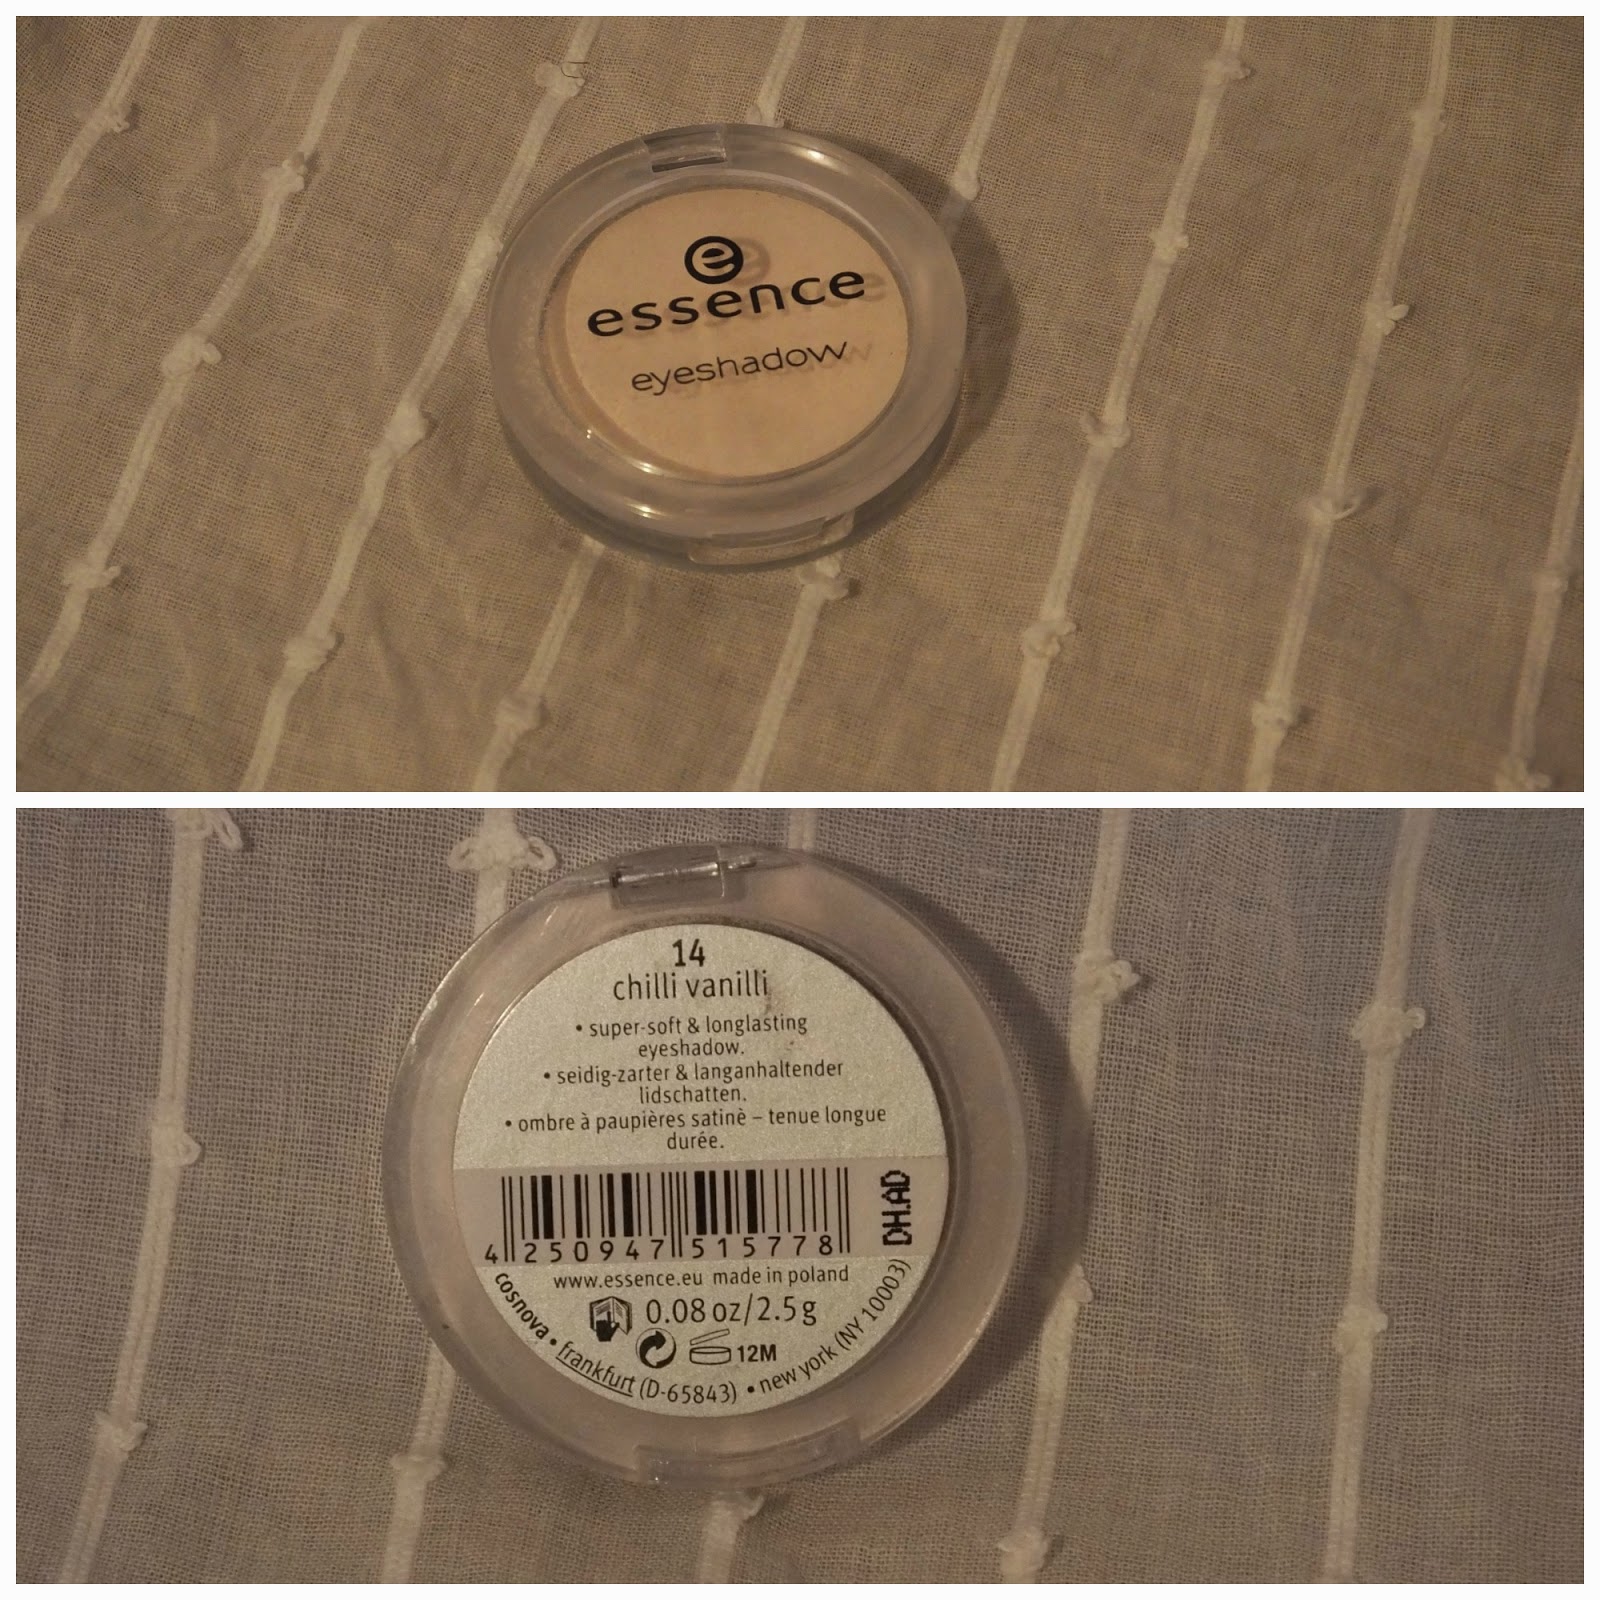 e
essence
eyeshadow
14
chilli vanilli
• super-soft & longlasting
eyeshadow.
• seidig-zarter & langanhaltender
lidschatten.
• ombre à paupières satinè – tenue longue
durée.
DH.AD
4 250947 515778
www.essence.eu made in poland
0.08 oz/2.5 g
12M
cosnova • frankfurt (D-65843) • new york (NY 10003)